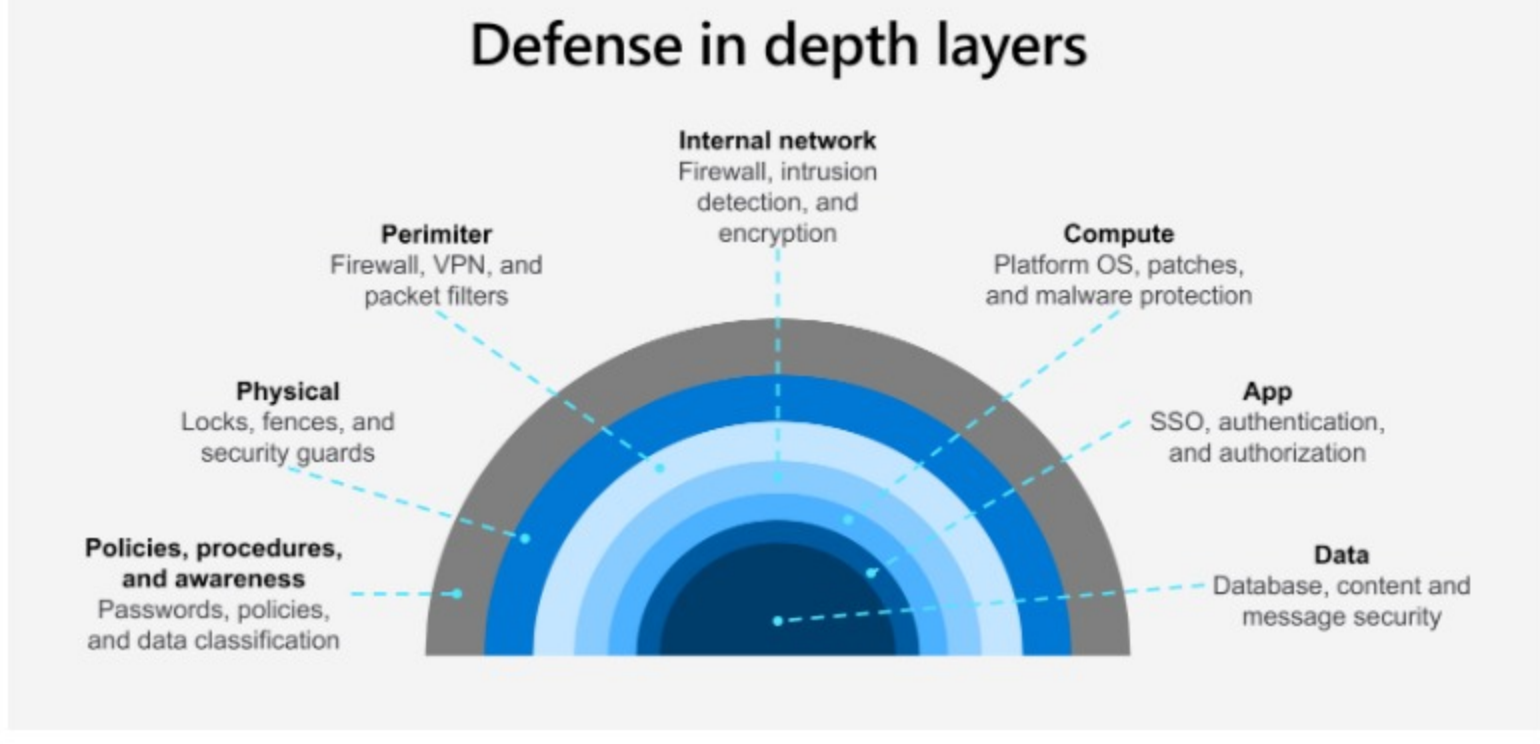 Defense in depth layers
Internal network
Firewall, intrusion
detection, and
encryption
Perimiter
Firewall, VPN, and
packet filters
Compute
Platform OS, patches,
and malware protection
Physical
Locks, fences, and
security guards
App
SSO, authentication,
and authorization
Policies, procedures,
and awareness
Passwords, policies,
and data classification
Data
Database, content and
message security